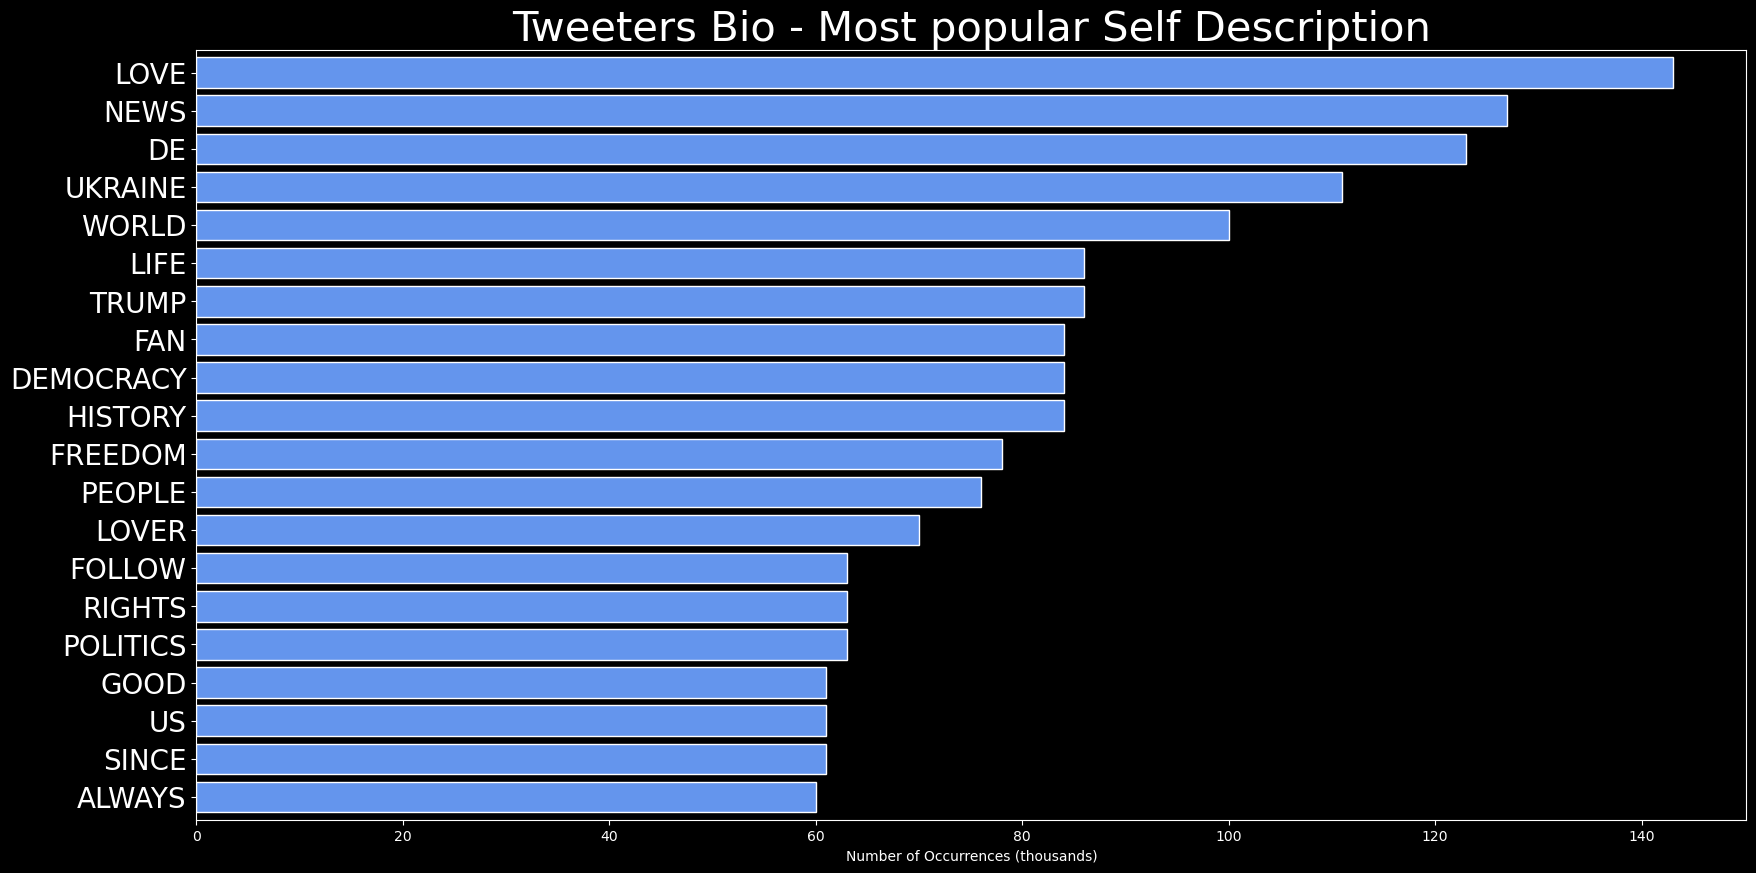 Tweeters Bio - Most popular Self Description
LOVE
NEWS
DE
UKRAINE
WORLD
LIFE
TRUMP
FAN
DEMOCRACY
HISTORY
FREEDOM
PEOPLE
LOVER
FOLLOW
RIGHTS
POLITICS
GOOD
US
SINCE
ALWAYS
0 20 40 60 80 100 120 140
Number of Occurrences (thousands)